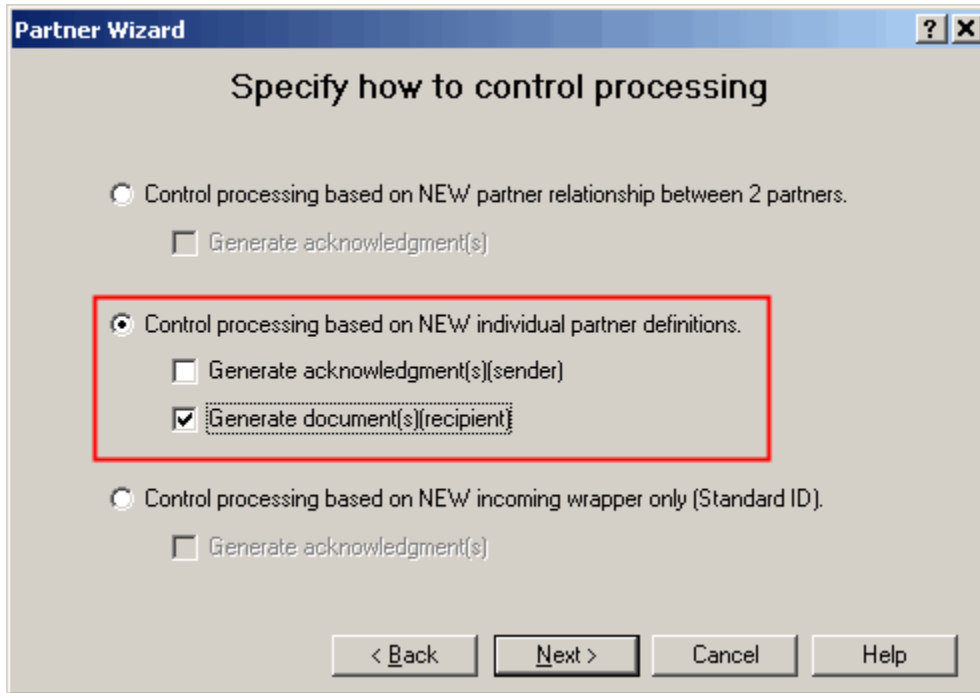 Partner Wizard
Specify how to control processing
Control processing based on NEW partner relationship between 2 partners.
Generate acknowledgment(s)
Control processing based on NEW individual partner definitions.
Generate acknowledgment(s)(sender)
Generate document(s)(recipient)
Control processing based on NEW incoming wrapper only (Standard ID).
Generate acknowledgment(s)
< Back Next > Cancel Help